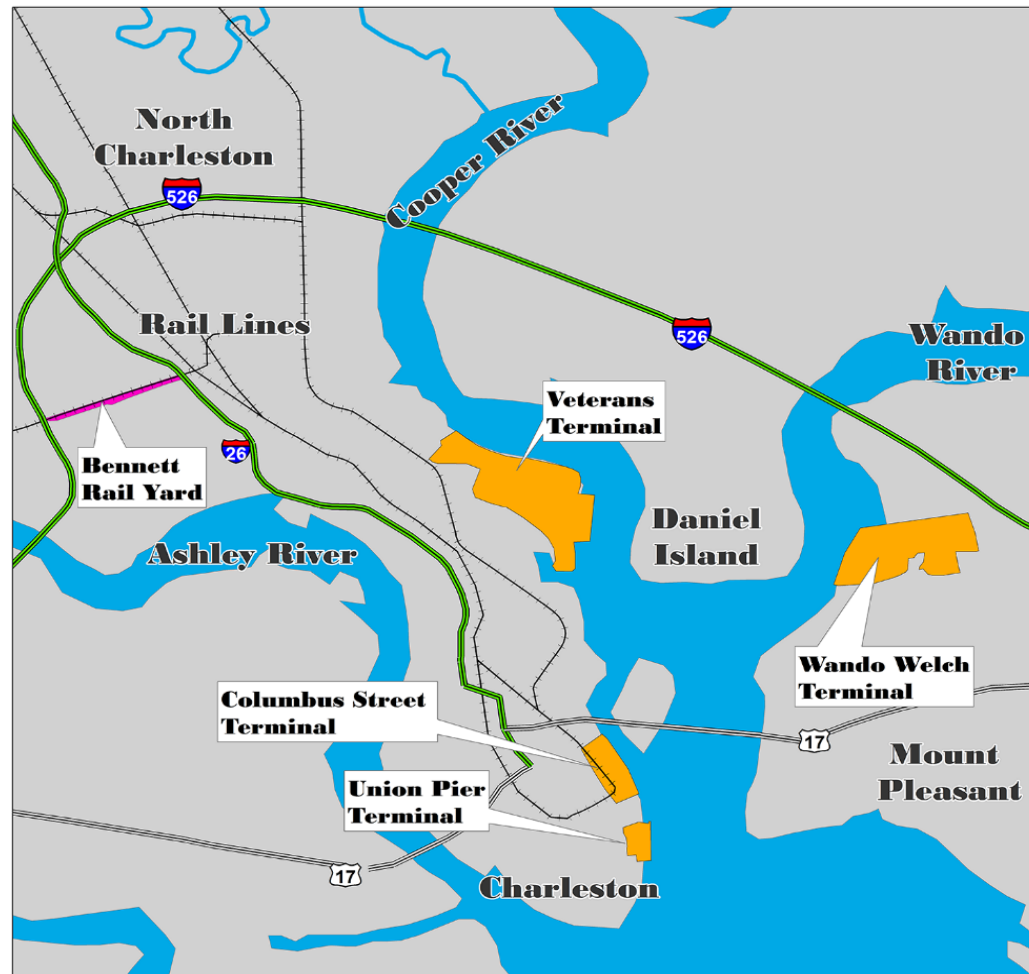 North
Charleston
526
Cooper River
Rail Lines
526
Wando
River
Veterans
Terminal
26
Bennett
Rail Yard
Daniel
Island
Ashley River
Wando Welch
Terminal
Columbus Street
Terminal
17
Mount
Pleasant
Union Pier
Terminal
17
Charleston